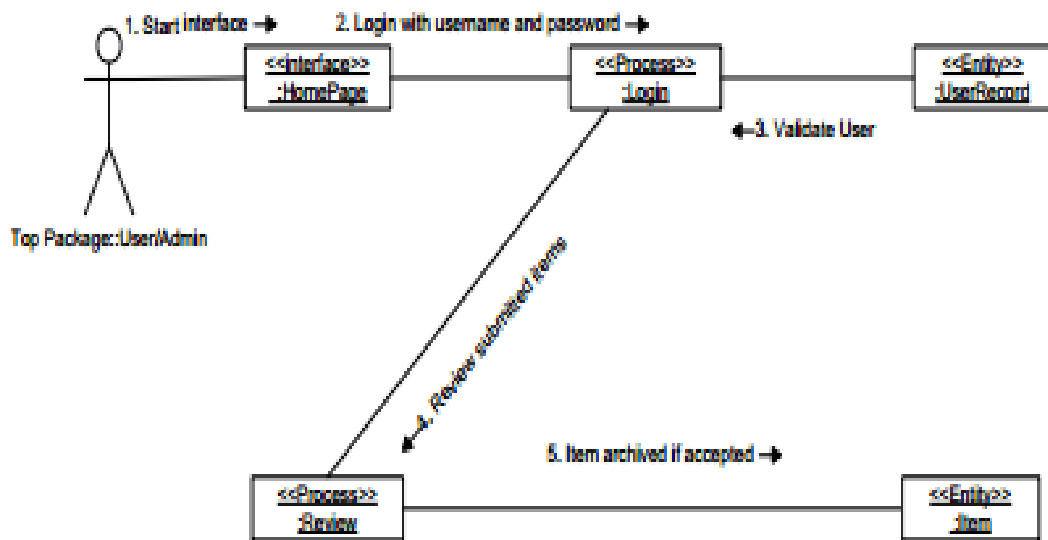 1. Start interface →
2. Login with username and password →
<<Interface>>
:HomePage
<<Process>>
:Login
<<Entity>>
:UserRecord
←3. Validate User
Top Package::User/Admin
←4. Review submitted items
5. Item archived if accepted →
<<Process>>
:Review
<<Entity>>
:Item